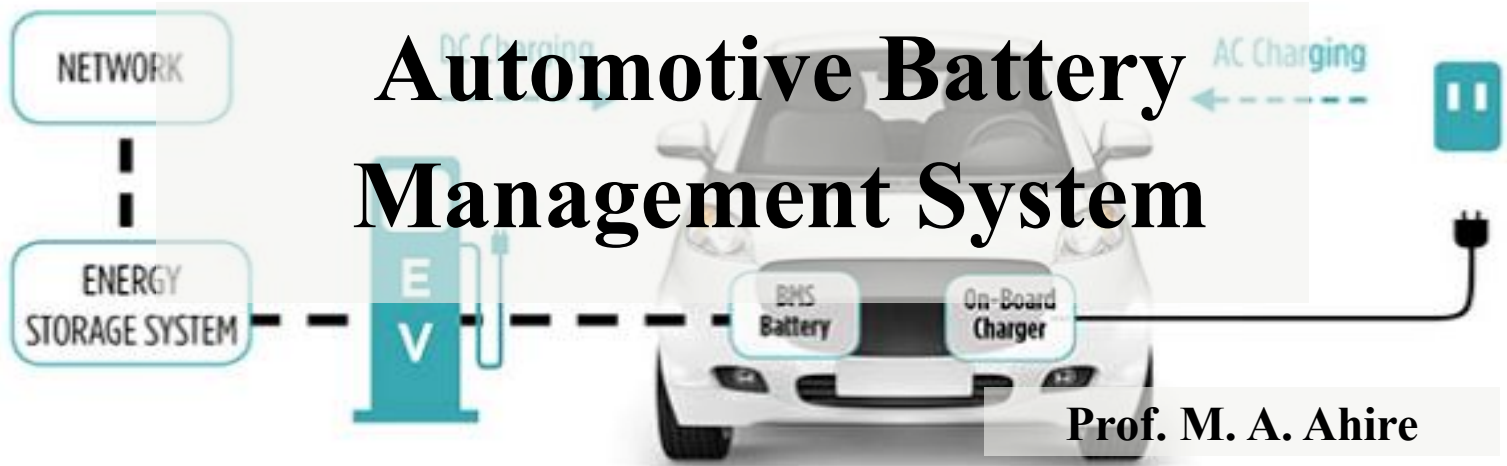 Automotive Battery
Management System
NETWORK
DC Charging
AC Charging
ENERGY
STORAGE SYSTEM
E
V
BMS
Battery
On-Board
Charger
Prof. M. A. Ahire